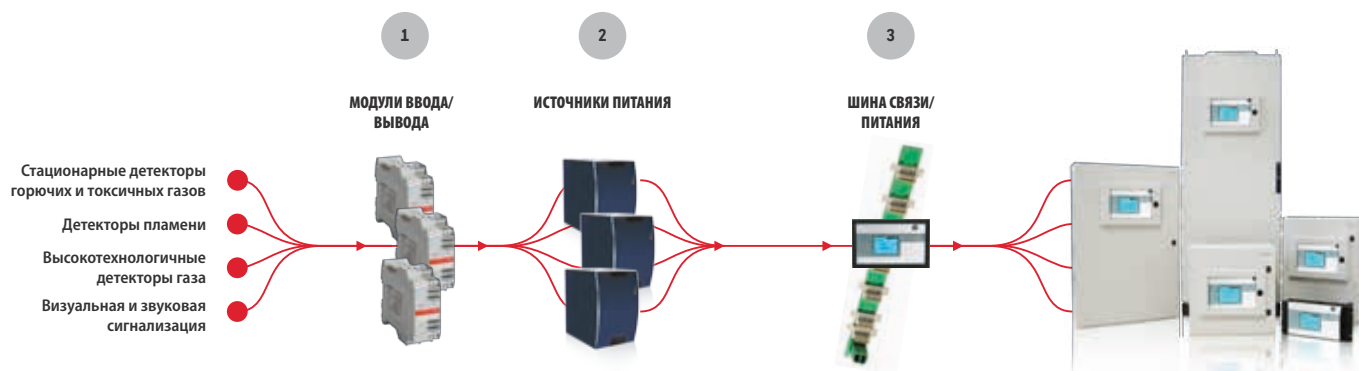 1
2
3
МОДУЛИ ВВОДА/
ВЫВОДА
ИСТОЧНИКИ ПИТАНИЯ
ШИНА СВЯЗИ/
ПИТАНИЯ
Стационарные детекторы
горючих и токсичных газов
Детекторы пламени
Высокотехнологичные
детекторы газа
Визуальная и звуковая
сигнализация